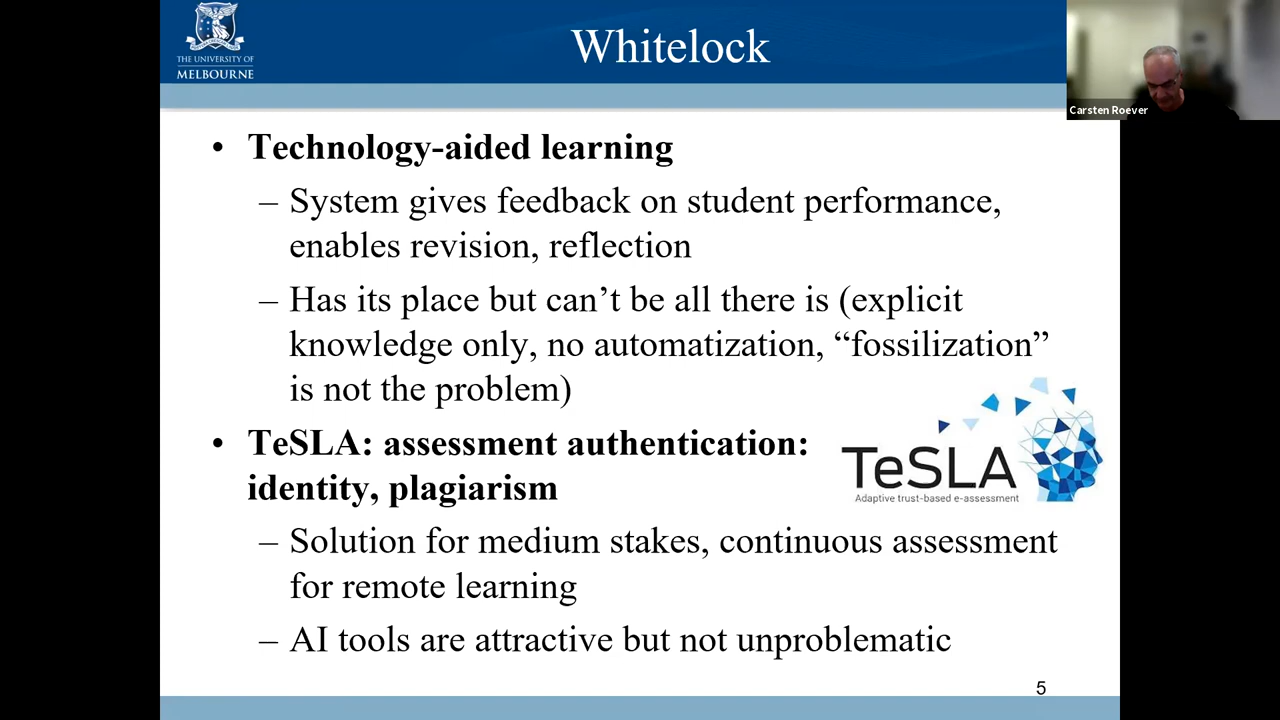 THE UNIVERSITY OF
MELBOURNE
Whitelock
Carsten Roever
• Technology-aided learning
– System gives feedback on student performance,
enables revision, reflection
– Has its place but can’t be all there is (explicit
knowledge only, no automatization, “fossilization”
is not the problem)
• TeSLA: assessment authentication:
identity, plagiarism
TeSLA
Adaptive trust-based e-assessment
– Solution for medium stakes, continuous assessment
for remote learning
– AI tools are attractive but not unproblematic
5